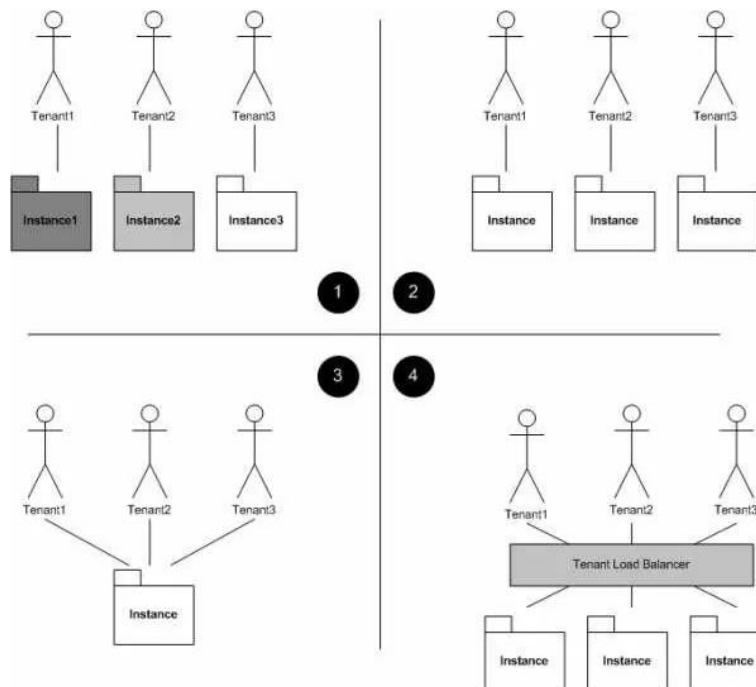 Tenant1 Tenant2 Tenant3
Instance1 Instance2 Instance3
1
Tenant1 Tenant2 Tenant3
Instance Instance Instance
2
3
Tenant1 Tenant2 Tenant3
Instance
4
Tenant1 Tenant2 Tenant3
Tenant Load Balancer
Instance Instance Instance